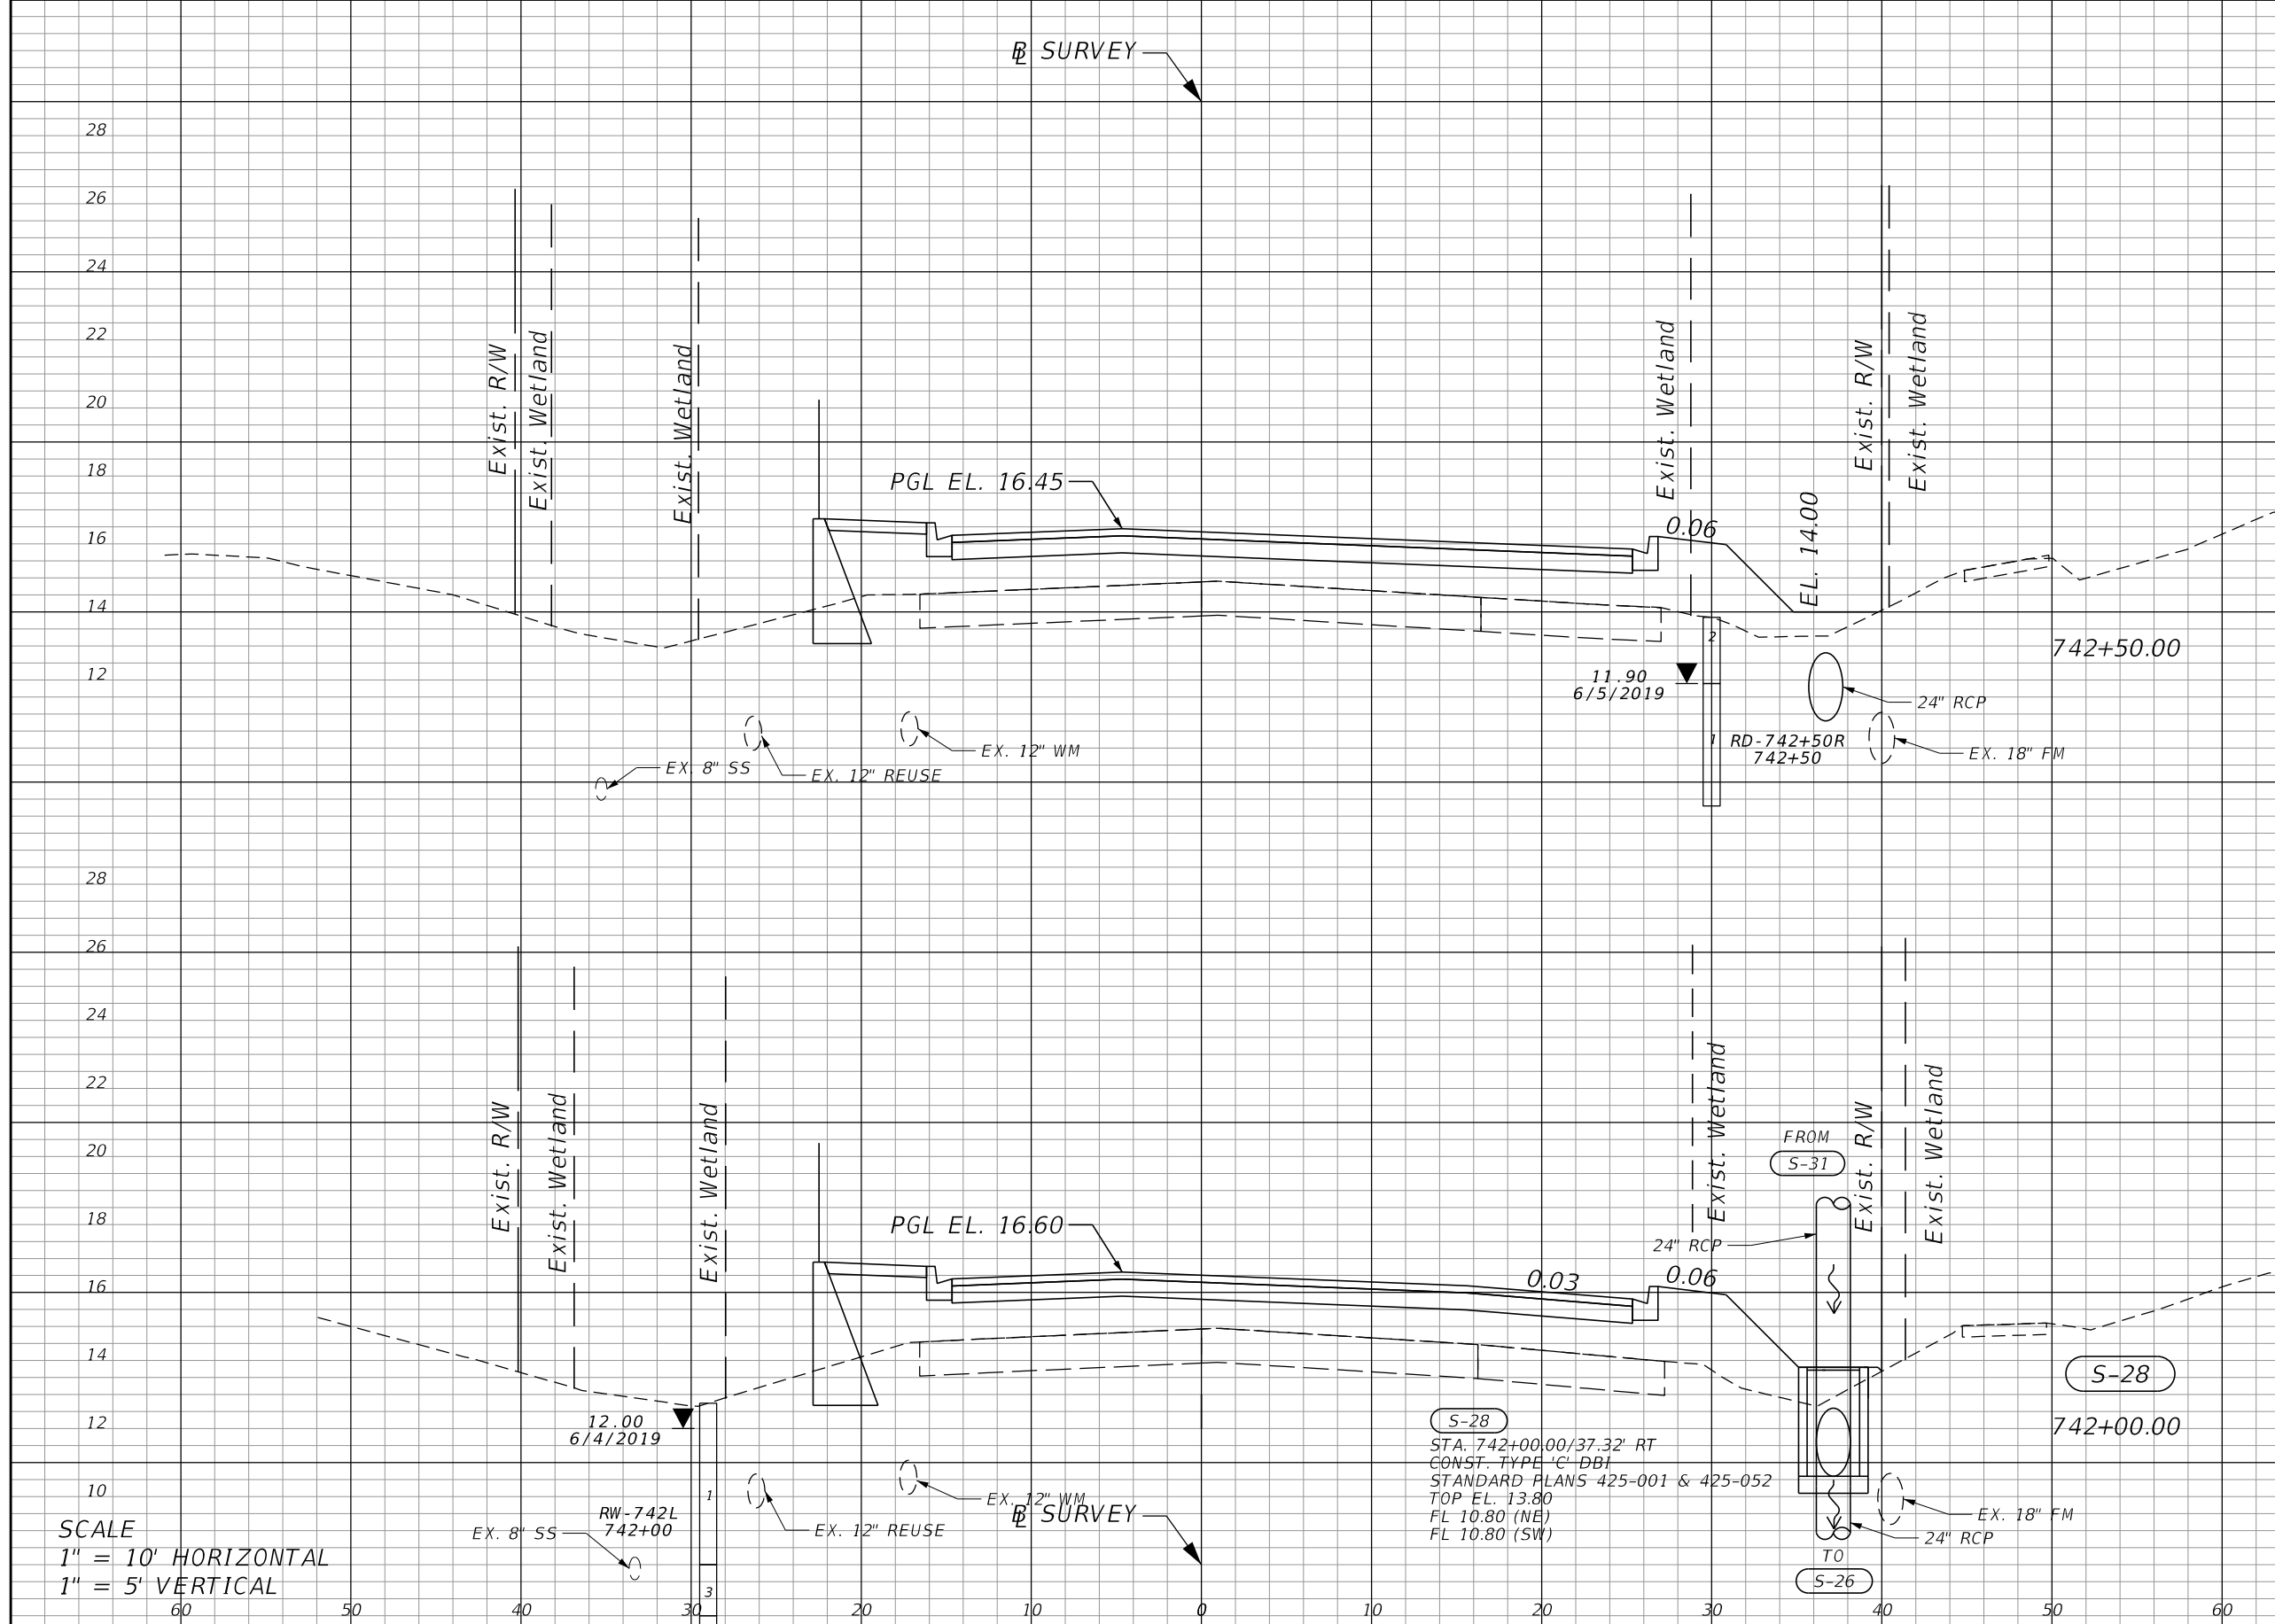 B SURVEY
28
26
24
22
20
18
16
14
12
Exist. R/W
Exist. Wetland
Exist. Wetland
Exist. Wetland
Exist. R/W
Exist. Wetland
PGL EL. 16.45
0.06
EL. 14.00
742+50.00
2
11.90
6/5/2019
24" RCP
1
RD-742+50R
742+50
EX. 18" FM
EX. 12" WM
EX. 8" SS
EX. 12" REUSE
28
26
24
22
20
18
16
14
12
10
Exist. R/W
Exist. Wetland
Exist. Wetland
Exist. Wetland
Exist. R/W
Exist. Wetland
FROM
S-31
24" RCP
PGL EL. 16.60
0.03
0.06
S-28
742+00.00
12.00
6/4/2019
S-28
STA. 742+00.00/37.32' RT
CONST. TYPE 'C' DBI
STANDARD PLANS 425-001 & 425-052
TOP EL. 13.80
FL 10.80 (NE)
FL 10.80 (SW)
1
RW-742L
742+00
EX. 8" SS
EX. 12" REUSE
EX. 12" WM
B SURVEY
EX. 18" FM
24" RCP
TO
S-26
3
SCALE
1" = 10' HORIZONTAL
1" = 5' VERTICAL
60 50 40 30 20 10 0 10 20 30 40 50 60